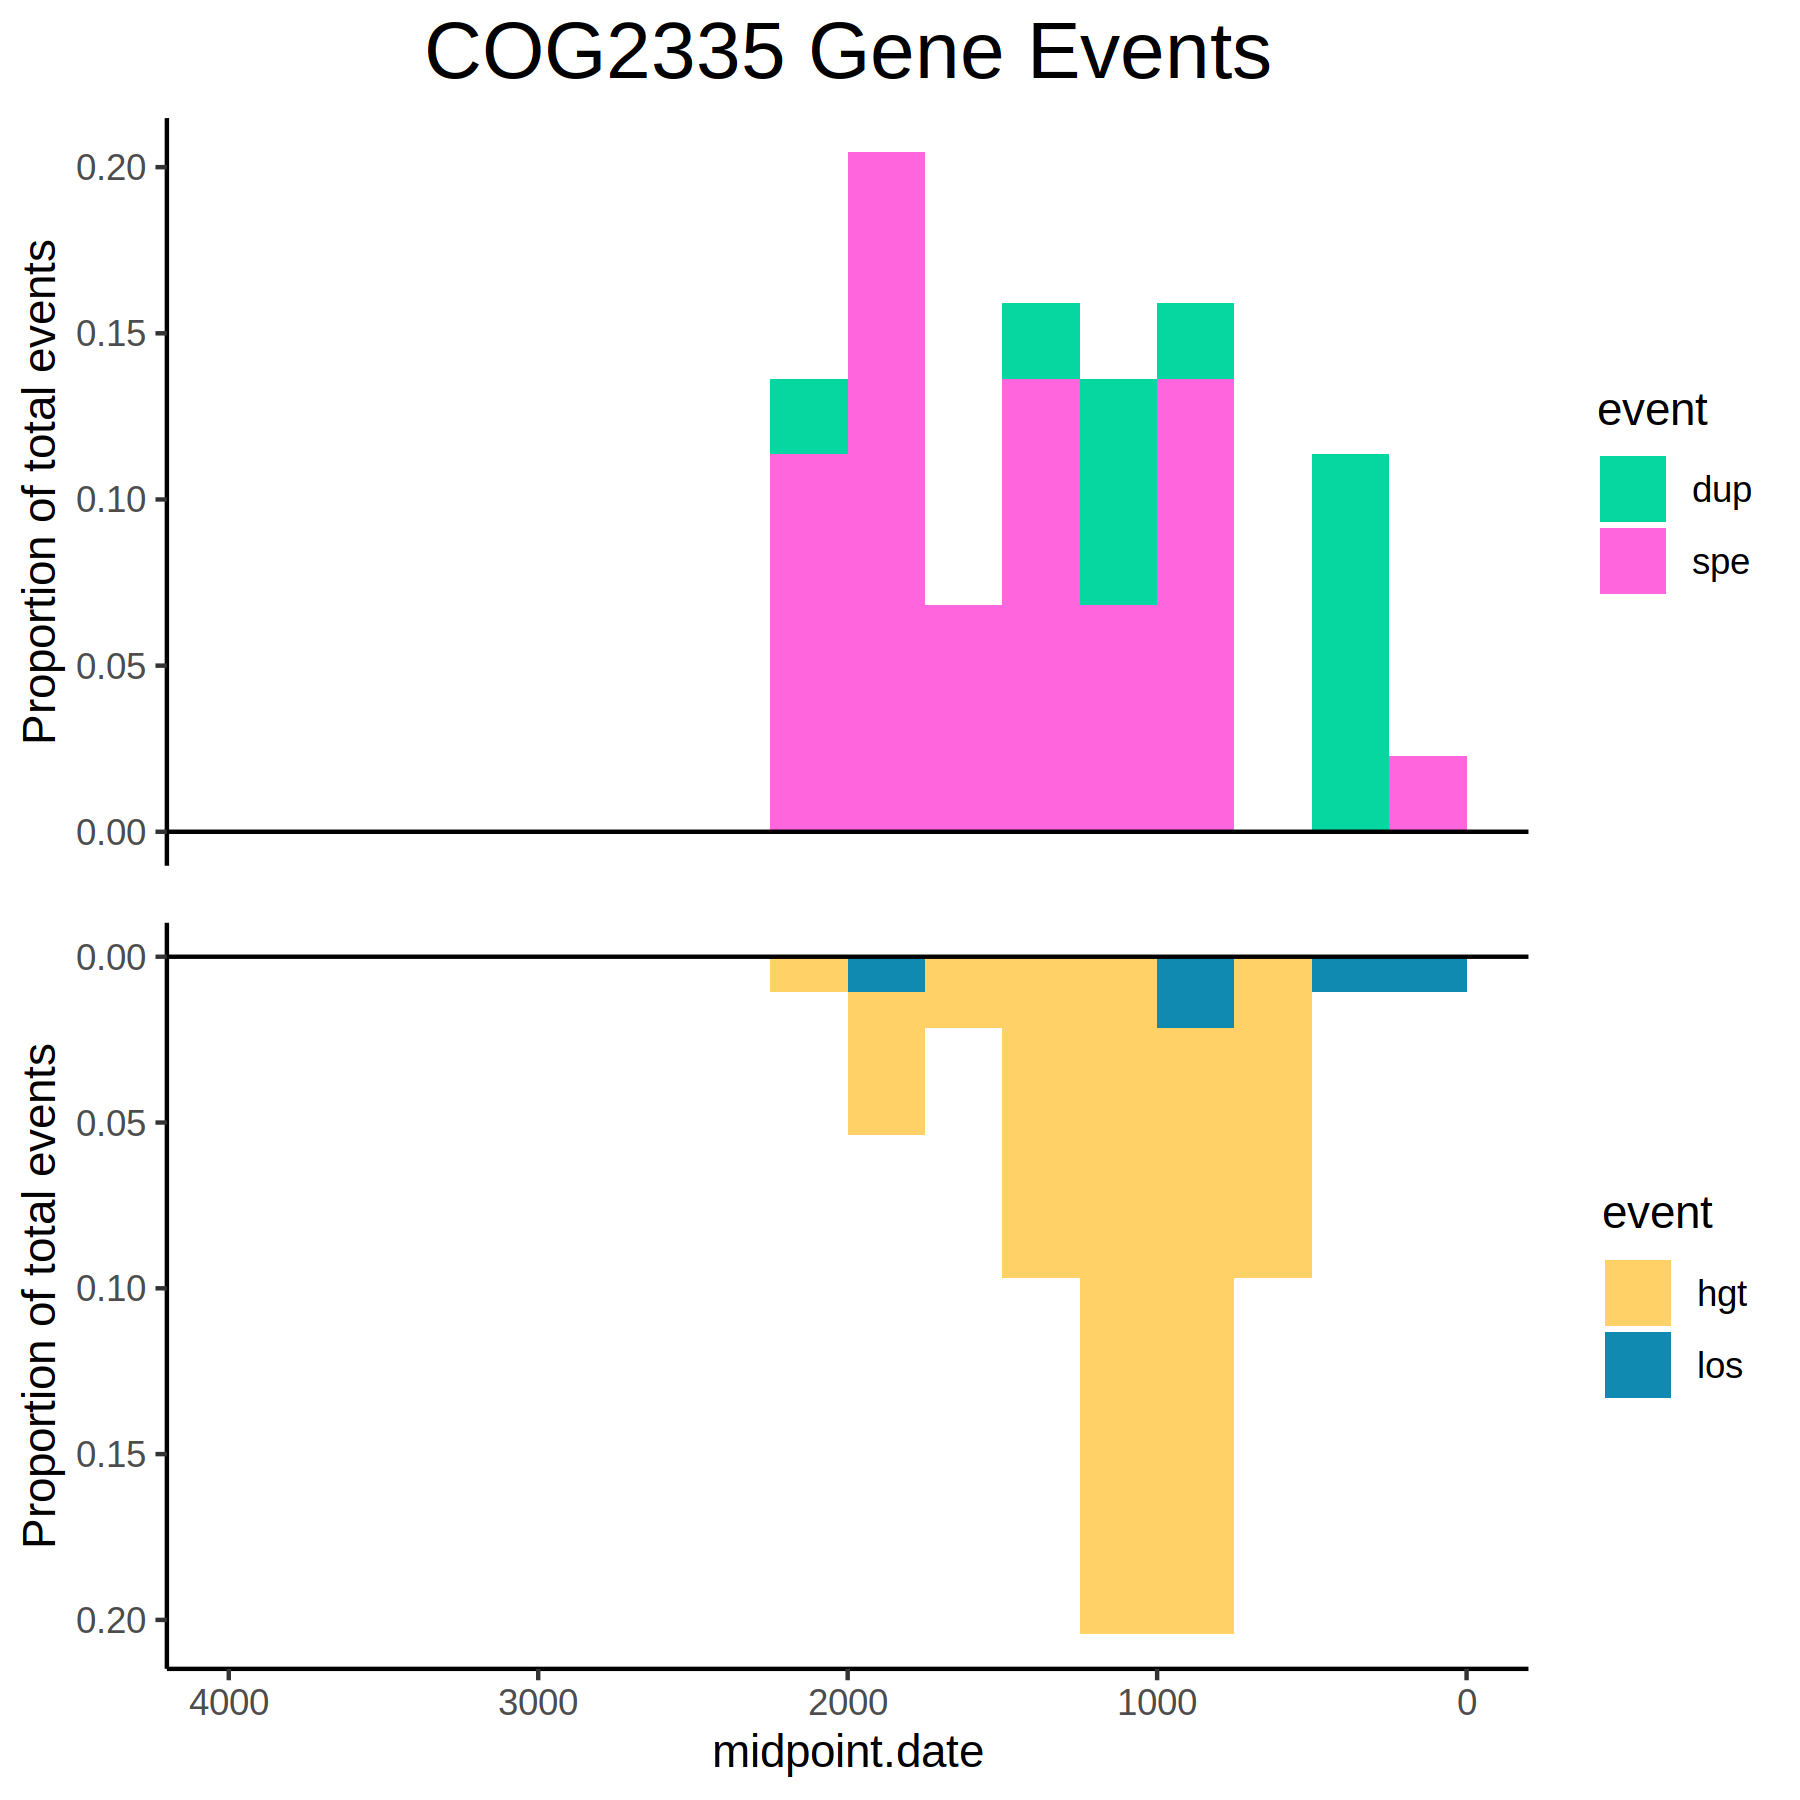 COG2335 Gene Events
Proportion of total events
0.20
0.15
0.10
0.05
0.00
event
dup
spe
Proportion of total events
0.00
0.05
0.10
0.15
0.20
event
hgt
los
4000 3000 2000 1000 0
midpoint.date